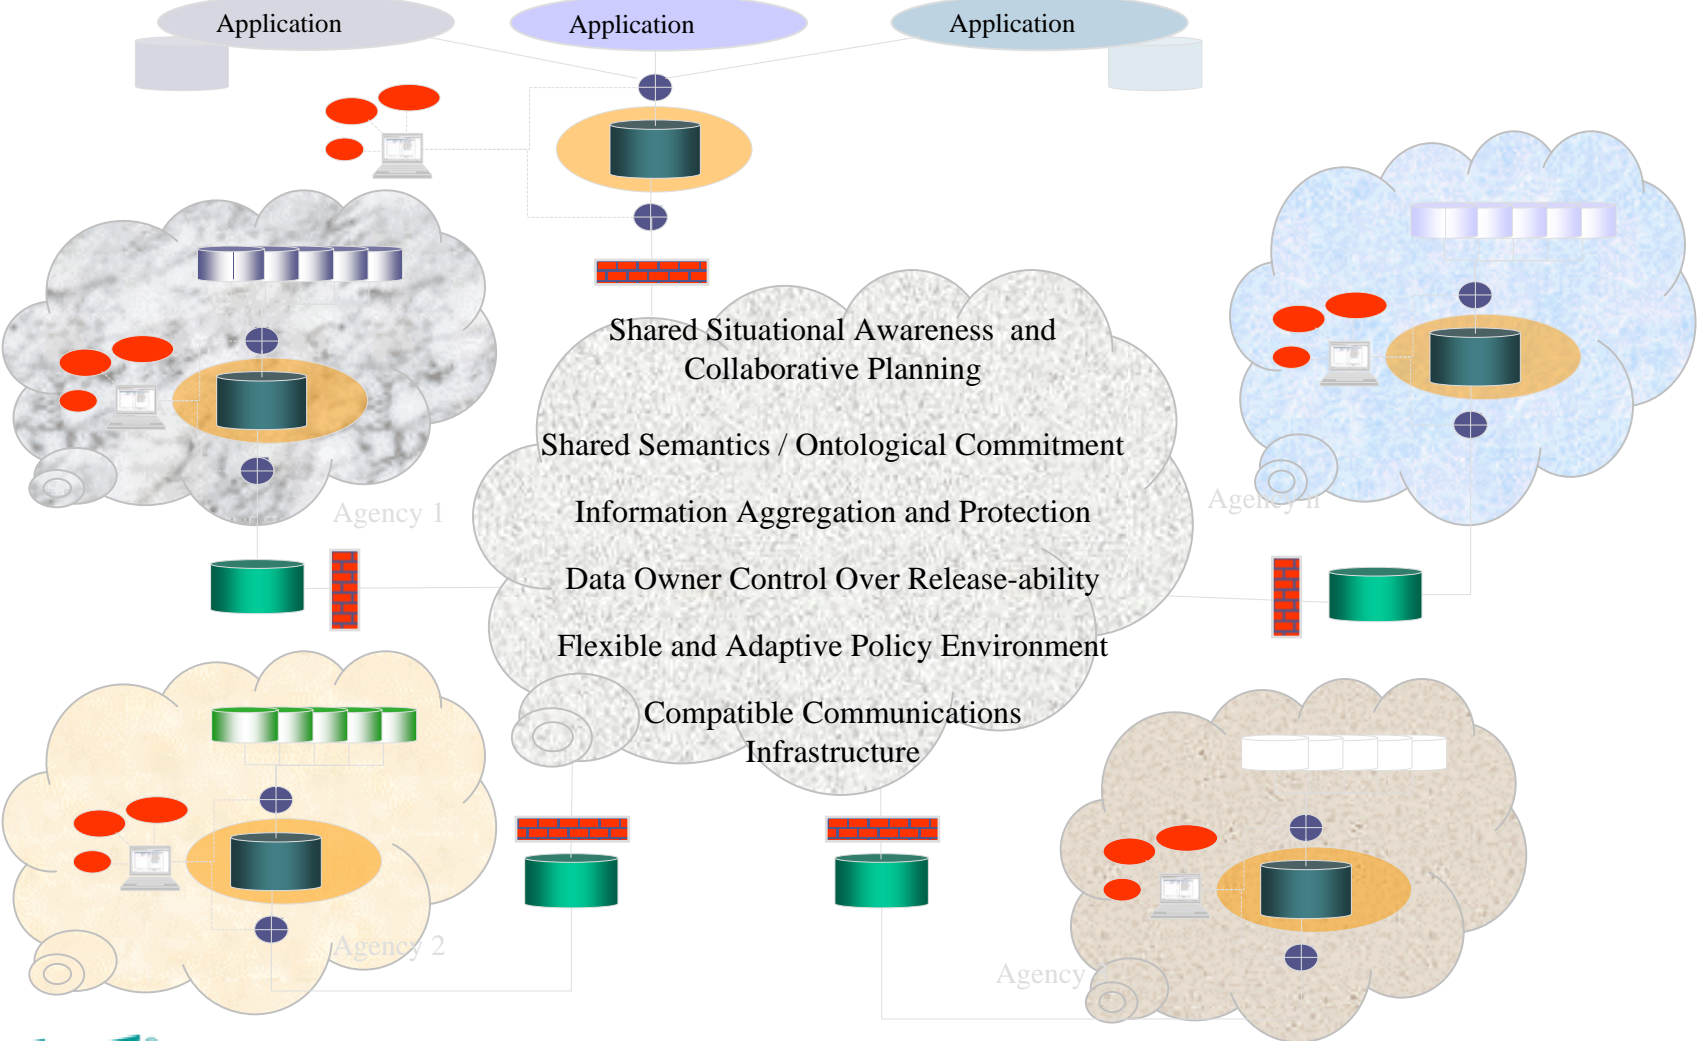 Application
Application
Application
Shared Situational Awareness and
Collaborative Planning
Shared Semantics / Ontological Commitment
Agency 1
Agency n
Information Aggregation and Protection
Data Owner Control Over Release-ability
Flexible and Adaptive Policy Environment
Compatible Communications
Infrastructure
Agency 2
Agency